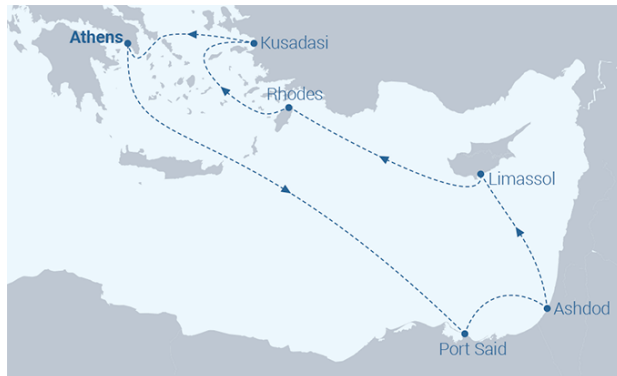 Athens
Kusadasi
Rhodes
Limassol
Ashdod
Port Said